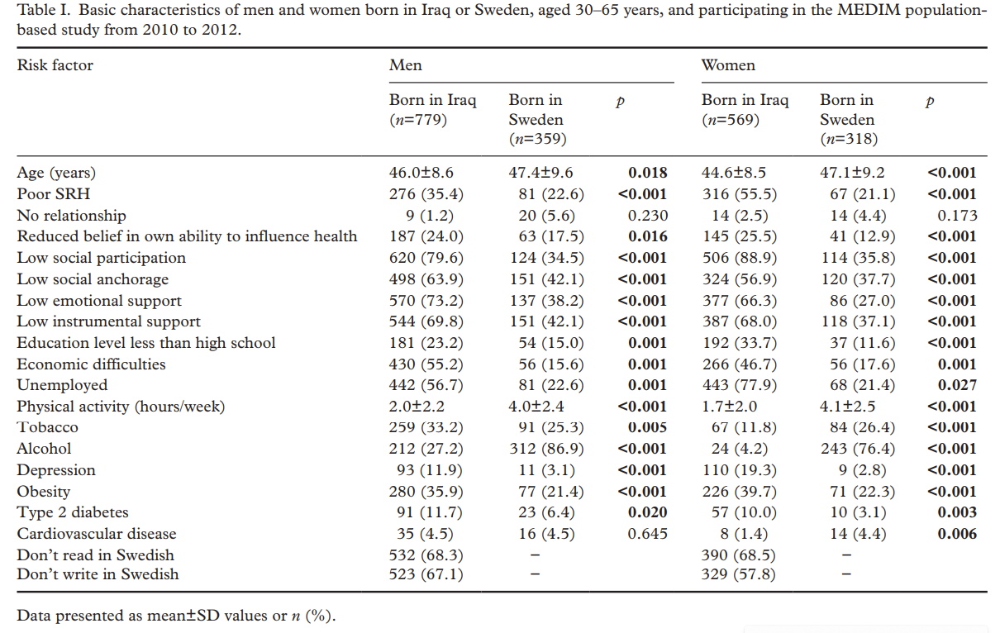 Table I. Basic characteristics of men and women born in Iraq or Sweden, aged 30–65 years, and participating in the MEDIM population-
based study from 2010 to 2012.
Risk factor Men Women
Born in Iraq (n=779) Born in Sweden (n=359) p Born in Iraq (n=569) Born in Sweden (n=318) p
Age (years) 46.0±8.6 47.4±9.6 0.018 44.6±8.5 47.1±9.2 <0.001
Poor SRH 276 (35.4) 81 (22.6) <0.001 316 (55.5) 67 (21.1) <0.001
No relationship 9 (1.2) 20 (5.6) 0.230 14 (2.5) 14 (4.4) 0.173
Reduced belief in own ability to influence health 187 (24.0) 63 (17.5) 0.016 145 (25.5) 41 (12.9) <0.001
Low social participation 620 (79.6) 124 (34.5) <0.001 506 (88.9) 114 (35.8) <0.001
Low social anchorage 498 (63.9) 151 (42.1) <0.001 324 (56.9) 120 (37.7) <0.001
Low emotional support 570 (73.2) 137 (38.2) <0.001 377 (66.3) 86 (27.0) <0.001
Low instrumental support 544 (69.8) 151 (42.1) <0.001 387 (68.0) 118 (37.1) <0.001
Education level less than high school 181 (23.2) 54 (15.0) 0.001 192 (33.7) 37 (11.6) <0.001
Economic difficulties 430 (55.2) 56 (15.6) 0.001 266 (46.7) 56 (17.6) 0.001
Unemployed 442 (56.7) 81 (22.6) 0.001 443 (77.9) 68 (21.4) 0.027
Physical activity (hours/week) 2.0±2.2 4.0±2.4 <0.001 1.7±2.0 4.1±2.5 <0.001
Tobacco 259 (33.2) 91 (25.3) 0.005 67 (11.8) 84 (26.4) <0.001
Alcohol 212 (27.2) 312 (86.9) <0.001 24 (4.2) 243 (76.4) <0.001
Depression 93 (11.9) 11 (3.1) <0.001 110 (19.3) 9 (2.8) <0.001
Obesity 280 (35.9) 77 (21.4) <0.001 226 (39.7) 71 (22.3) <0.001
Type 2 diabetes 91 (11.7) 23 (6.4) 0.020 57 (10.0) 10 (3.1) 0.003
Cardiovascular disease 35 (4.5) 16 (4.5) 0.645 8 (1.4) 14 (4.4) 0.006
Don’t read in Swedish 532 (68.3) – 390 (68.5) –
Don’t write in Swedish 523 (67.1) – 329 (57.8) –
Data presented as mean±SD values or n (%).